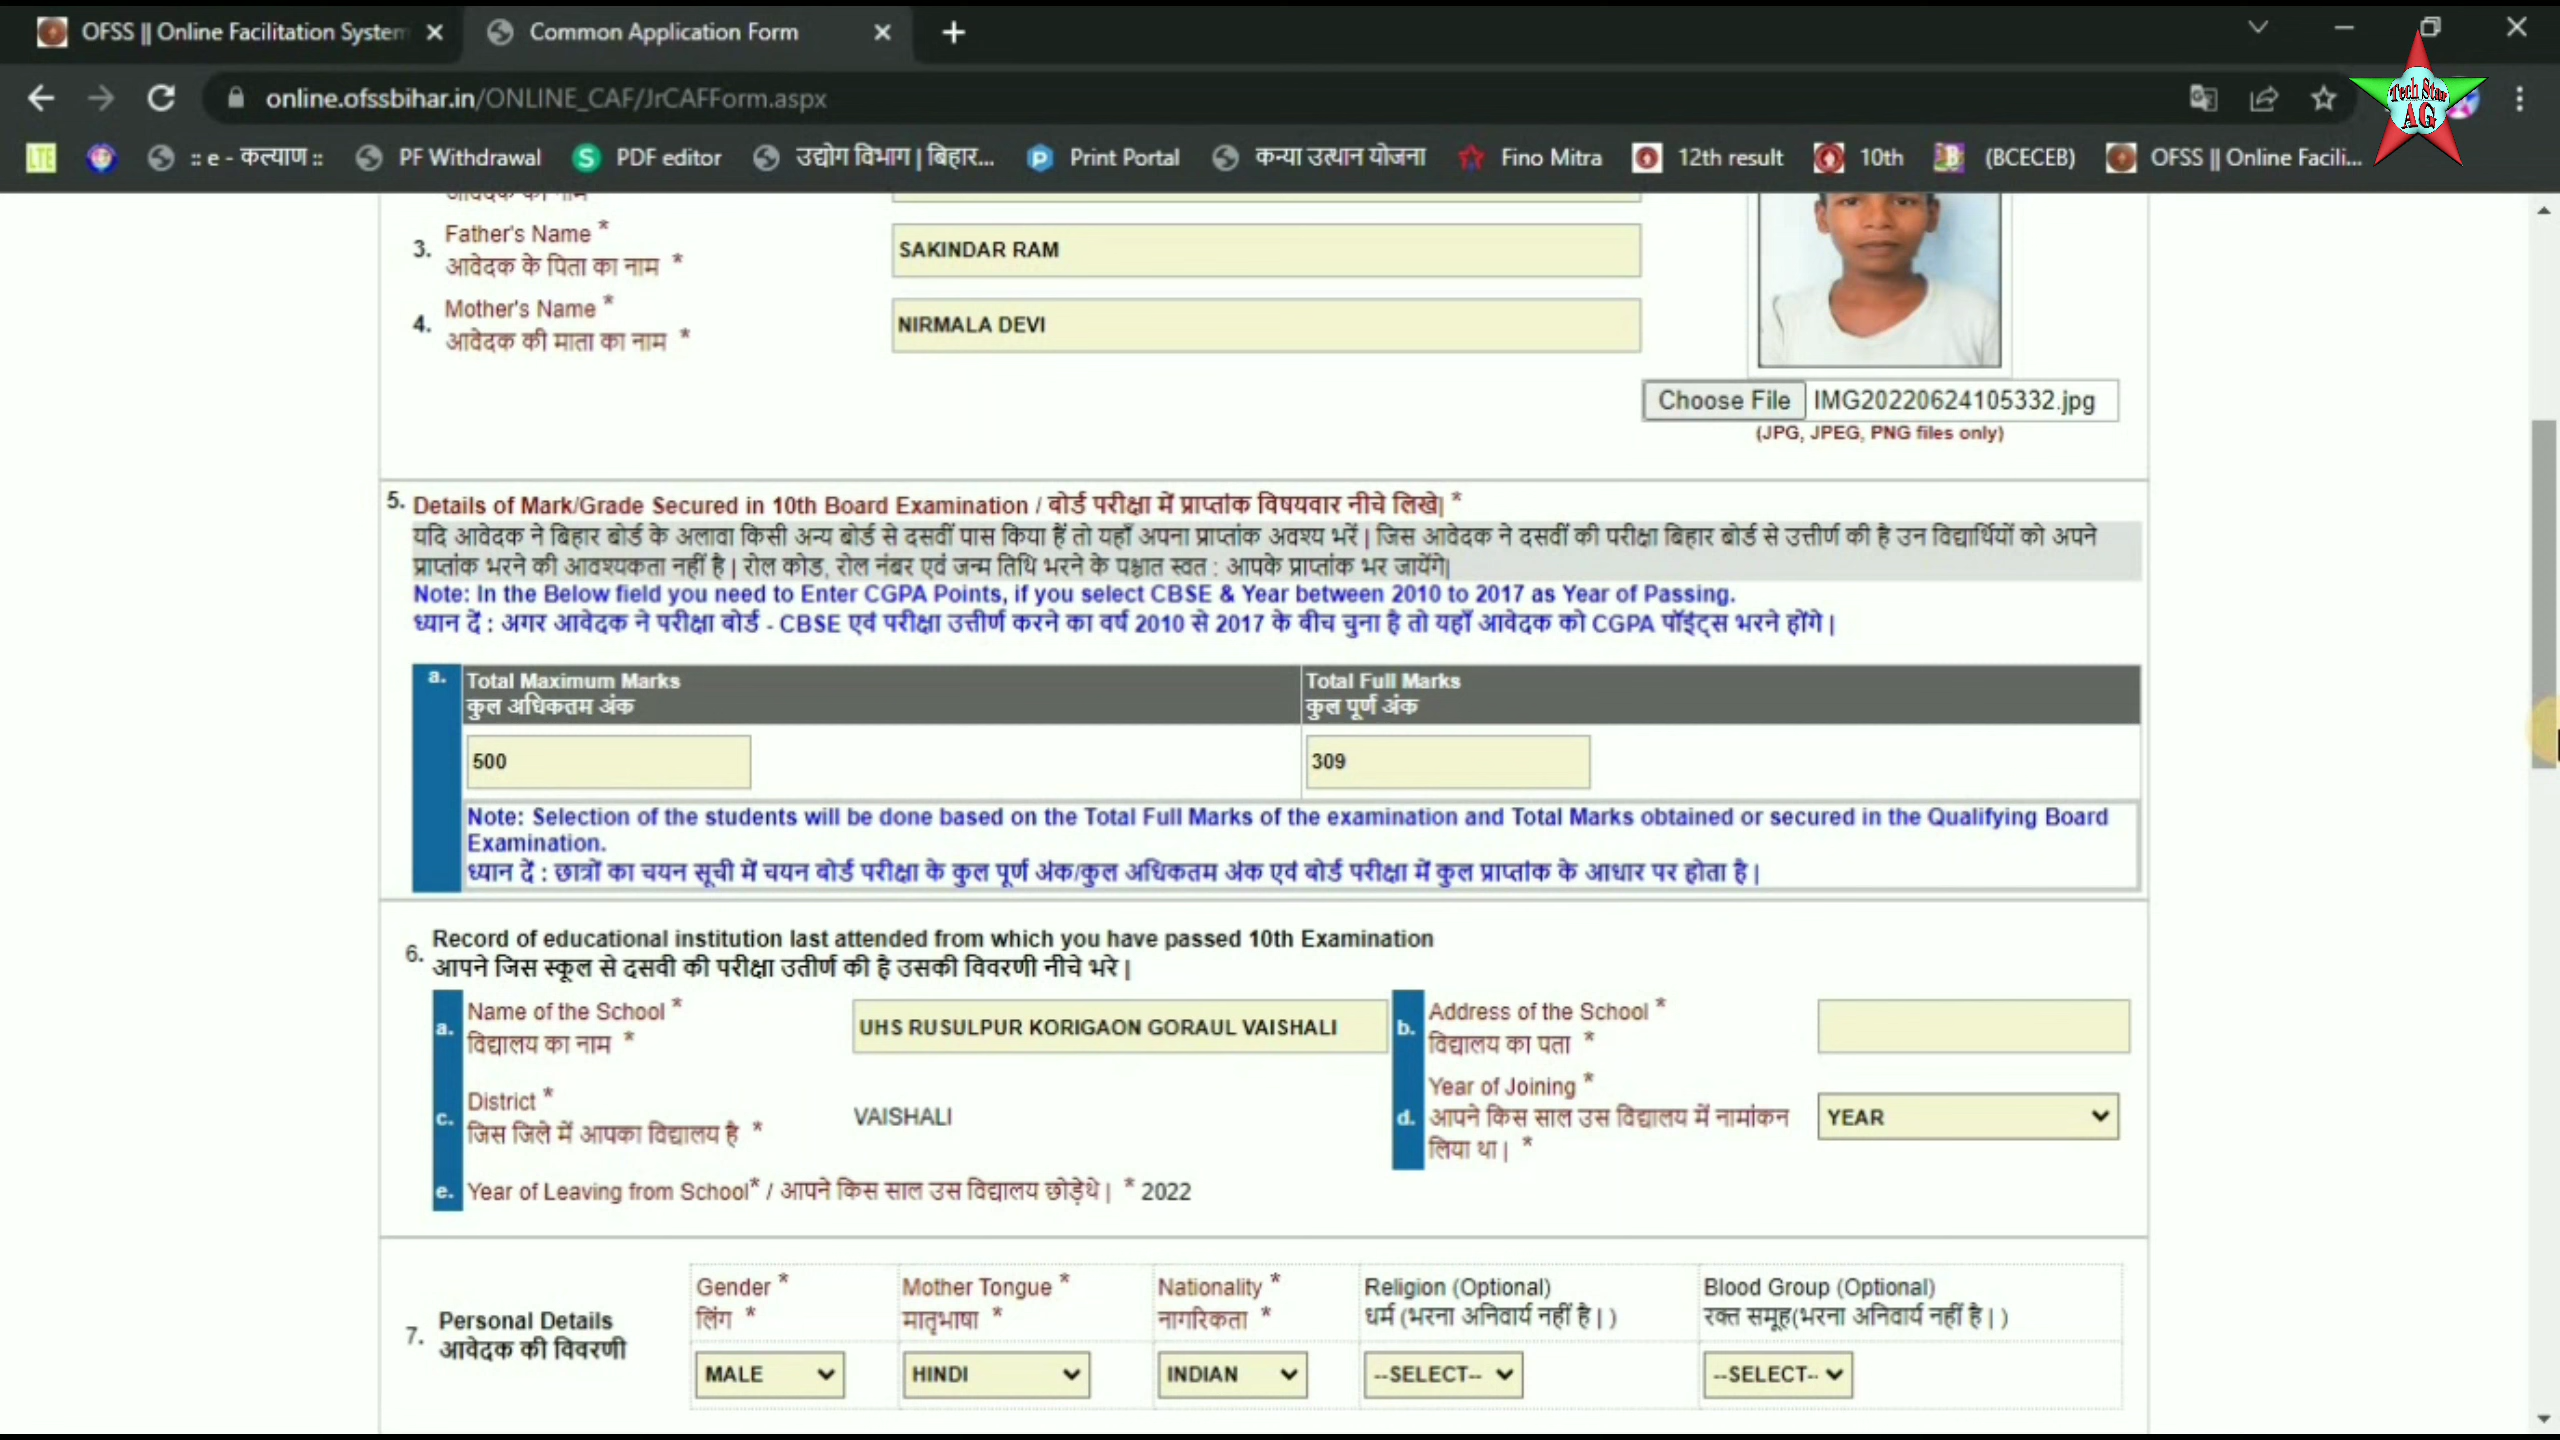 OFSS || Online Facilitation System
Common Application Form
online.ofssbihar.in/ONLINE_CAF/JrCAFForm.aspx
Tech Star
AG
LTE
:: e - कल्याण ::
PF Withdrawal
S
PDF editor
उद्योग विभाग | बिहार...
P
Print Portal
कन्या उत्थान योजना
Fino Mitra
12th result
10th
B
(BCECEB)
OFSS || Online Facili...
आवेदक का नाम
3.
Father's Name *
आवेदक के पिता का नाम *
SAKINDAR RAM
4.
Mother's Name *
आवेदक की माता का नाम *
NIRMALA DEVI
Choose File IMG20220624105332.jpg
(JPG, JPEG, PNG files only)
5. Details of Mark/Grade Secured in 10th Board Examination / बोर्ड परीक्षा में प्राप्तांक विषयवार नीचे लिखे| *
यदि आवेदक ने बिहार बोर्ड के अलावा किसी अन्य बोर्ड से दसवीं पास किया हैं तो यहाँ अपना प्राप्तांक अवश्य भरें | जिस आवेदक ने दसवीं की परीक्षा बिहार बोर्ड से उत्तीर्ण की है उन विद्यार्थियों को अपने
प्राप्तांक भरने की आवश्यकता नहीं है | रोल कोड, रोल नंबर एवं जन्म तिथि भरने के पश्चात स्वत : आपके प्राप्तांक भर जायेंगे|
Note: In the Below field you need to Enter CGPA Points, if you select CBSE & Year between 2010 to 2017 as Year of Passing.
ध्यान दें : अगर आवेदक ने परीक्षा बोर्ड - CBSE एवं परीक्षा उत्तीर्ण करने का वर्ष 2010 से 2017 के बीच चुना है तो यहाँ आवेदक को CGPA पॉइंट्स भरने होंगे |
a. Total Maximum Marks
कुल अधिकतम अंक
Total Full Marks
कुल पूर्ण अंक
500
309
Note: Selection of the students will be done based on the Total Full Marks of the examination and Total Marks obtained or secured in the Qualifying Board
Examination.
ध्यान दें : छात्रों का चयन सूची में चयन बोर्ड परीक्षा के कुल पूर्ण अंक/कुल अधिकतम अंक एवं बोर्ड परीक्षा में कुल प्राप्तांक के आधार पर होता है |
6. Record of educational institution last attended from which you have passed 10th Examination
आपने जिस स्कूल से दसवी की परीक्षा उतीर्ण की है उसकी विवरणी नीचे भरे |
a. Name of the School *
विद्यालय का नाम *
UHS RUSULPUR KORIGAON GORAUL VAISHALI
b. Address of the School *
विद्यालय का पता *
c. District *
जिस जिले में आपका विद्यालय है *
VAISHALI
d. Year of Joining *
आपने किस साल उस विद्यालय में नामांकन
लिया था | *
YEAR
e. Year of Leaving from School* / आपने किस साल उस विद्यालय छोड़ेथे | * 2022
7. Personal Details
आवेदक की विवरणी
Gender *
लिंग *
Mother Tongue *
मातृभाषा *
Nationality *
नागरिकता *
Religion (Optional)
धर्म (भरना अनिवार्य नहीं है | )
Blood Group (Optional)
रक्त समूह(भरना अनिवार्य नहीं है | )
MALE
HINDI
INDIAN
--SELECT--
--SELECT--